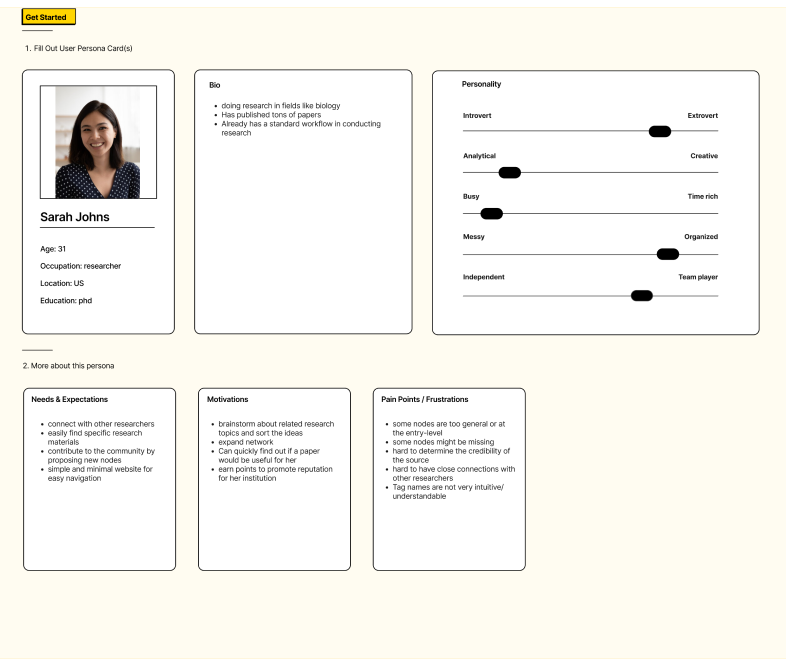 Get Started
1. Fill Out User Persona Card(s)
Sarah Johns
Age: 31
Occupation: researcher
Location: US
Education: phd
Bio
• doing research in fields like biology
• Has published tons of papers
• Already has a standard workflow in conducting
research
Personality
Introvert Extrovert
Analytical Creative
Busy Time rich
Messy Organized
Independent Team player
2. More about this persona
Needs & Expectations
• connect with other researchers
• easily find specific research
materials
• contribute to the community by
proposing new nodes
• simple and minimal website for
easy navigation
Motivations
• brainstorm about related research
topics and sort the ideas
• expand network
• Can quickly find out if a paper
would be useful for her
• earn points to promote reputation
for her institution
Pain Points / Frustrations
• some nodes are too general or at
the entry-level
• some nodes might be missing
• hard to determine the credibility of
the source
• hard to have close connections with
other researchers
• Tag names are not very intuitive/
understandable